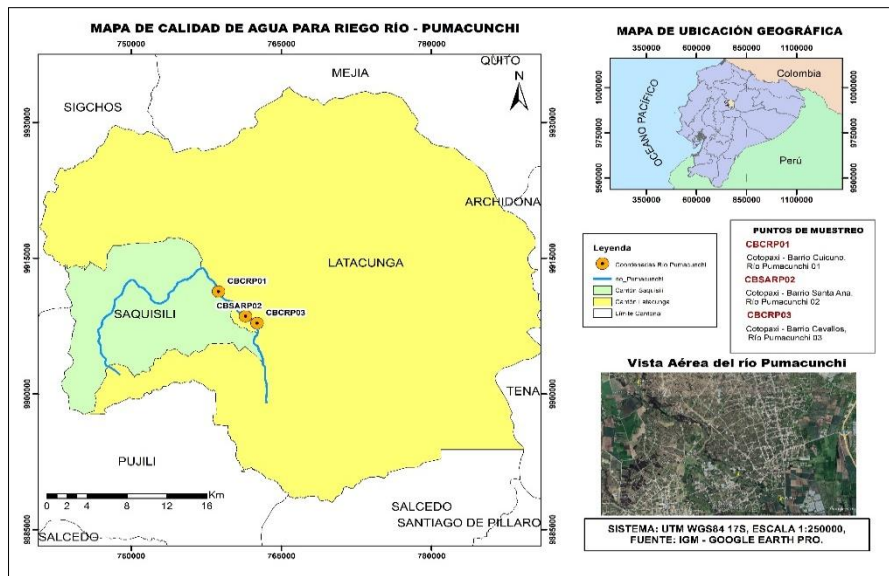 MAPA DE CALIDAD DE AGUA PARA RIEGO RÍO - PUMACUNCHI
750000 765000 780000
QUITO
MEJIA
N
SIGCHOS
ARCHIDONA
LATACUNGA
CBCRP01
CBSARP02
CBCRP03
SAQUISILI
TENA
PUJILI
Km
0 2 4 8 12 16
SALCEDO
SANTIAGO DE PILLARO
SALCEDO
750000 765000 780000
9930000
9915000
9900000
9885000
9930000
9915000
9900000
9885000
MAPA DE UBICACIÓN GEOGRÁFICA
350000 600000 850000 1100000
Colombia
OCEANO PACÍFICO
Perú
10000000
9750000
9500000
10000000
9750000
9500000
350000 600000 850000 1100000
Leyenda
Coordenadas Río Pumacunchi
Cantón Saquisilí
Cantón Latacunga
Límite Cantonal
PUNTOS DE MUESTREO
CBCRP01
Cotopaxi - Barrio Cuicuno.
Río Pumacunchi 01
CBSARP02
Cotopaxi - Barrio Santa Ana.
Río Pumacunchi 02
CBCRP03
Cotopaxi - Barrio Cevallos,
Río Pumacunchi 03
Vista Aérea del río Pumacunchi
SISTEMA: UTM WGS84 17S, ESCALA 1:250000,
FUENTE: IGM - GOOGLE EARTH PRO.